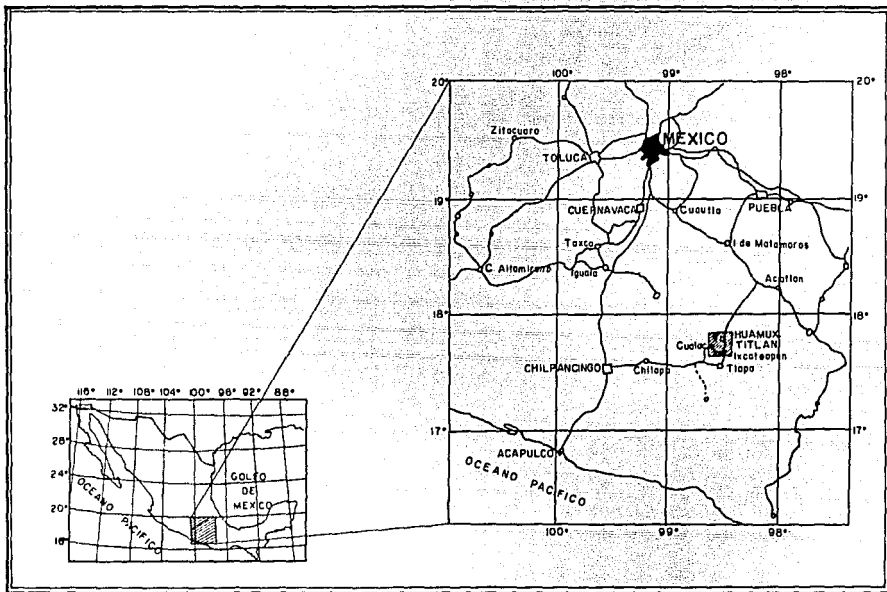 100° 99° 98°
20° 20°
Zitacuaro
MEXICO
TOLUCA
19° 19°
CUERNAVACA Cuautla PUEBLA
Taxco I de Matamoros
C. Altamirano Iguala Acatlan
18° 18°
HUAMUX.
Cualac TITLAN
Ixcateopan
CHILPANCINGO Chilapa Tlapa
17° 17°
ACAPULCO
OCEANO PACIFICO
100° 99° 98°
116° 112° 108° 104° 100° 96° 92° 88°
32°
28°
24°
20°
16°
GOLFO
DE
MEXICO
OCEANO PACIFICO